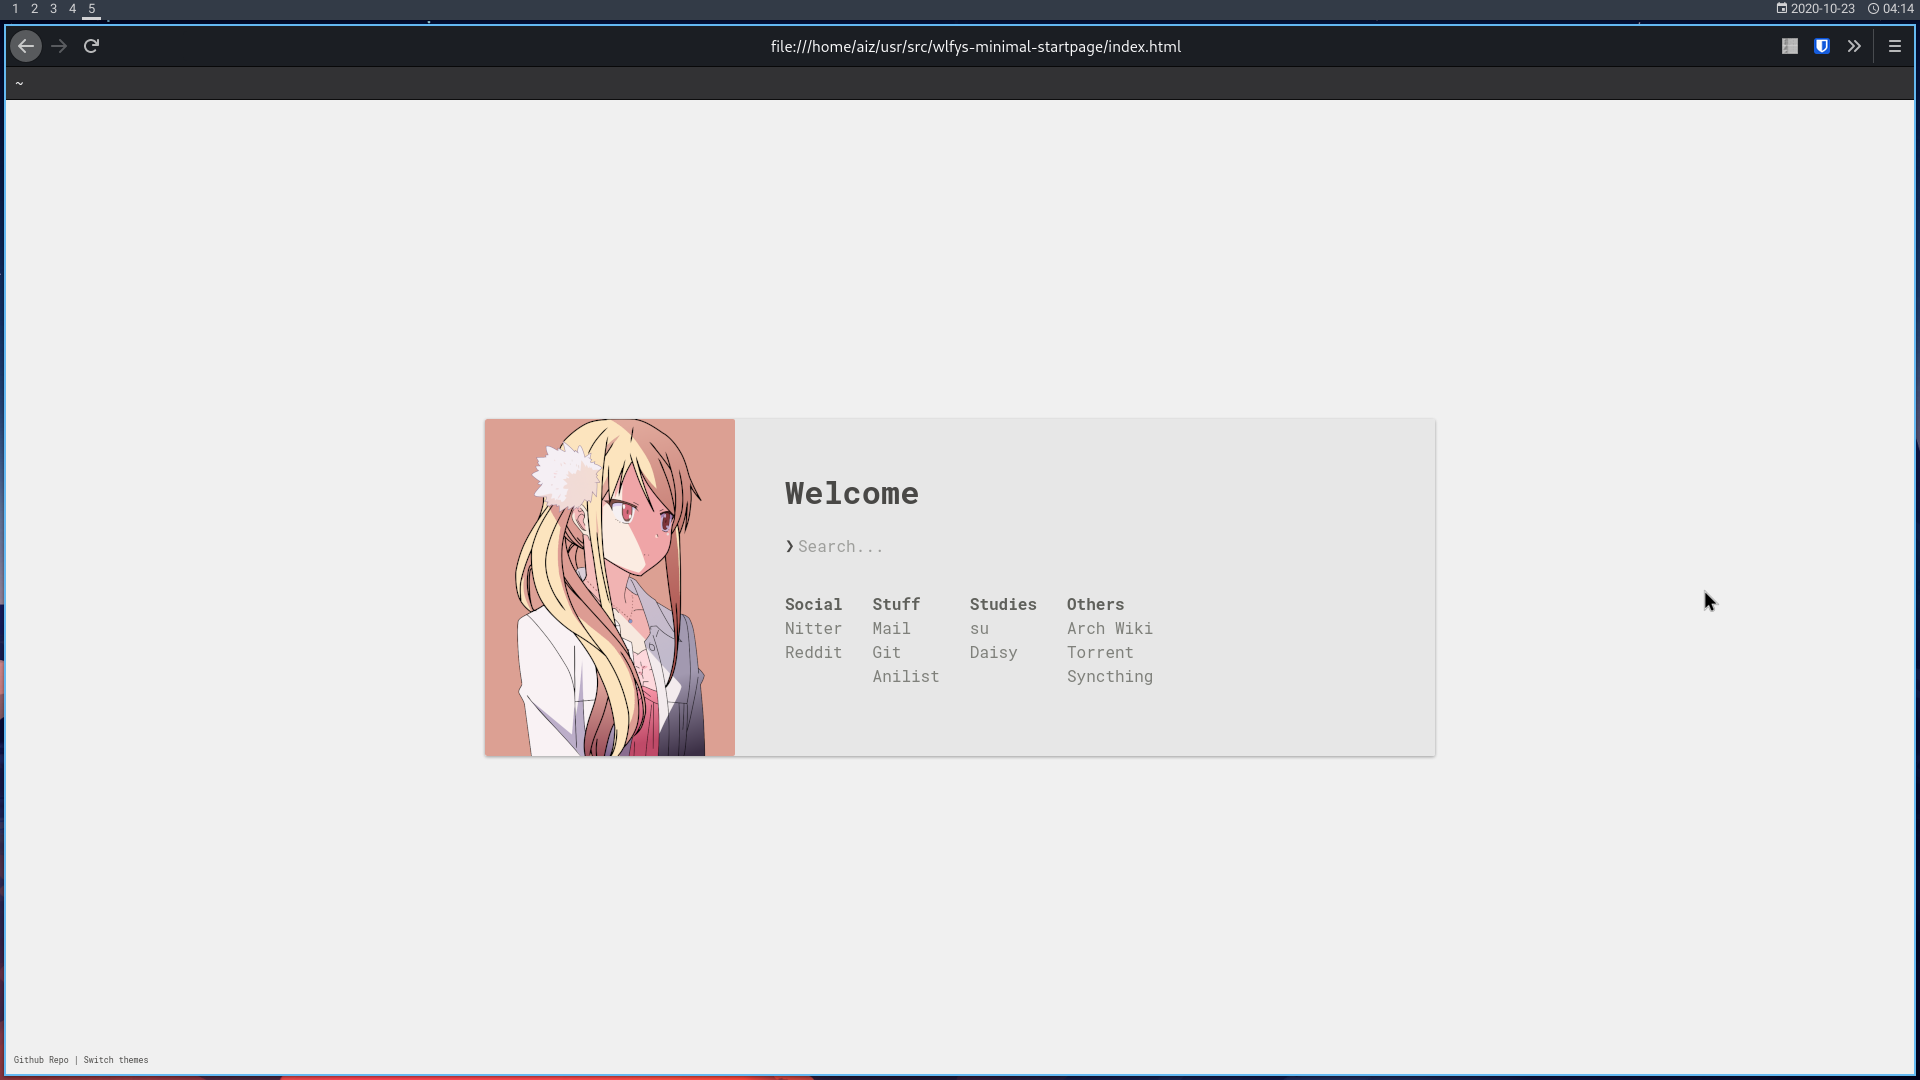 1 2 3 4 5 2020-10-23 04:14
file:///home/aiz/usr/src/wlfys-minimal-startpage/index.html
~
Welcome
❯ Search...
Social Stuff Studies Others
Nitter Mail su Arch Wiki
Reddit Git Daisy Torrent
Anilist Syncthing
Github Repo | Switch themes